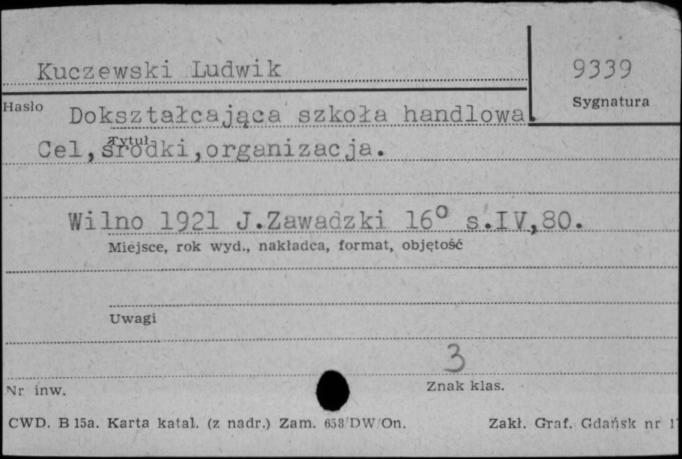 Kuczewski Ludwik
9339
Hasło
Sygnatura
Dokształcająca szkoła handlowa.
Tytuł
Cel,środki,organizacja.
Wilno 1921 J.Zawadzki 16° s.IV,80.
Miejsce, rok wyd., nakładca, format, objętość
Uwagi
3
Nr inw.
Znak klas.
CWD. B 15a. Karta katal. (z nadr.) Zam. 658/DW/On.
Zakł. Graf. Gdańsk nr